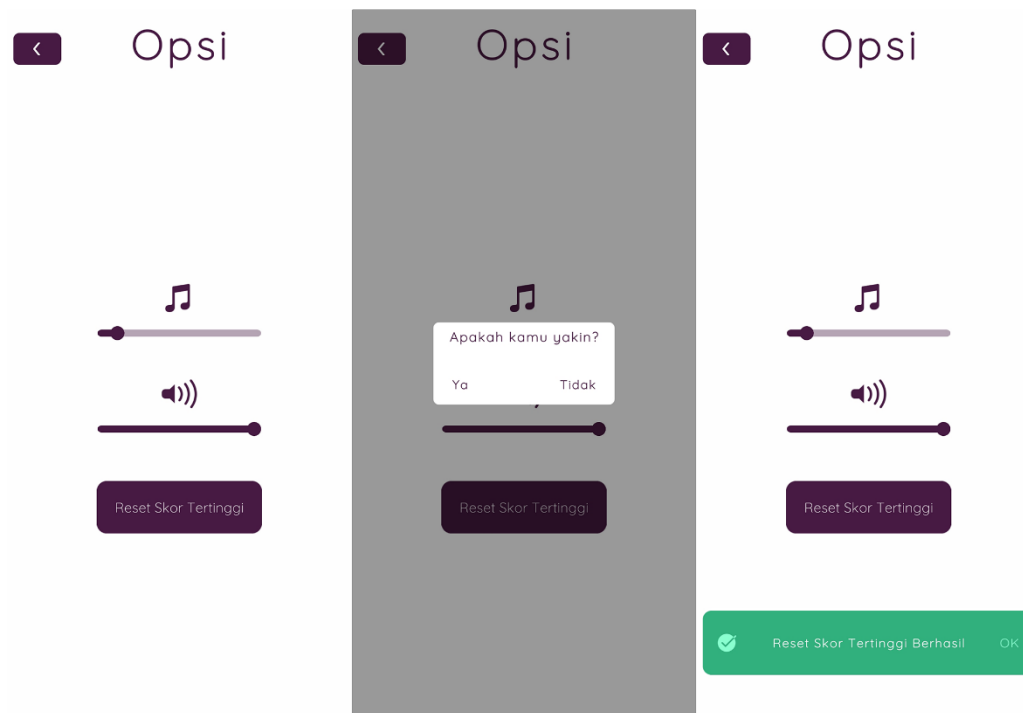 Opsi
Reset Skor Tertinggi
Opsi
Apakah kamu yakin?
Ya Tidak
Reset Skor Tertinggi
Opsi
Reset Skor Tertinggi
Reset Skor Tertinggi Berhasil OK